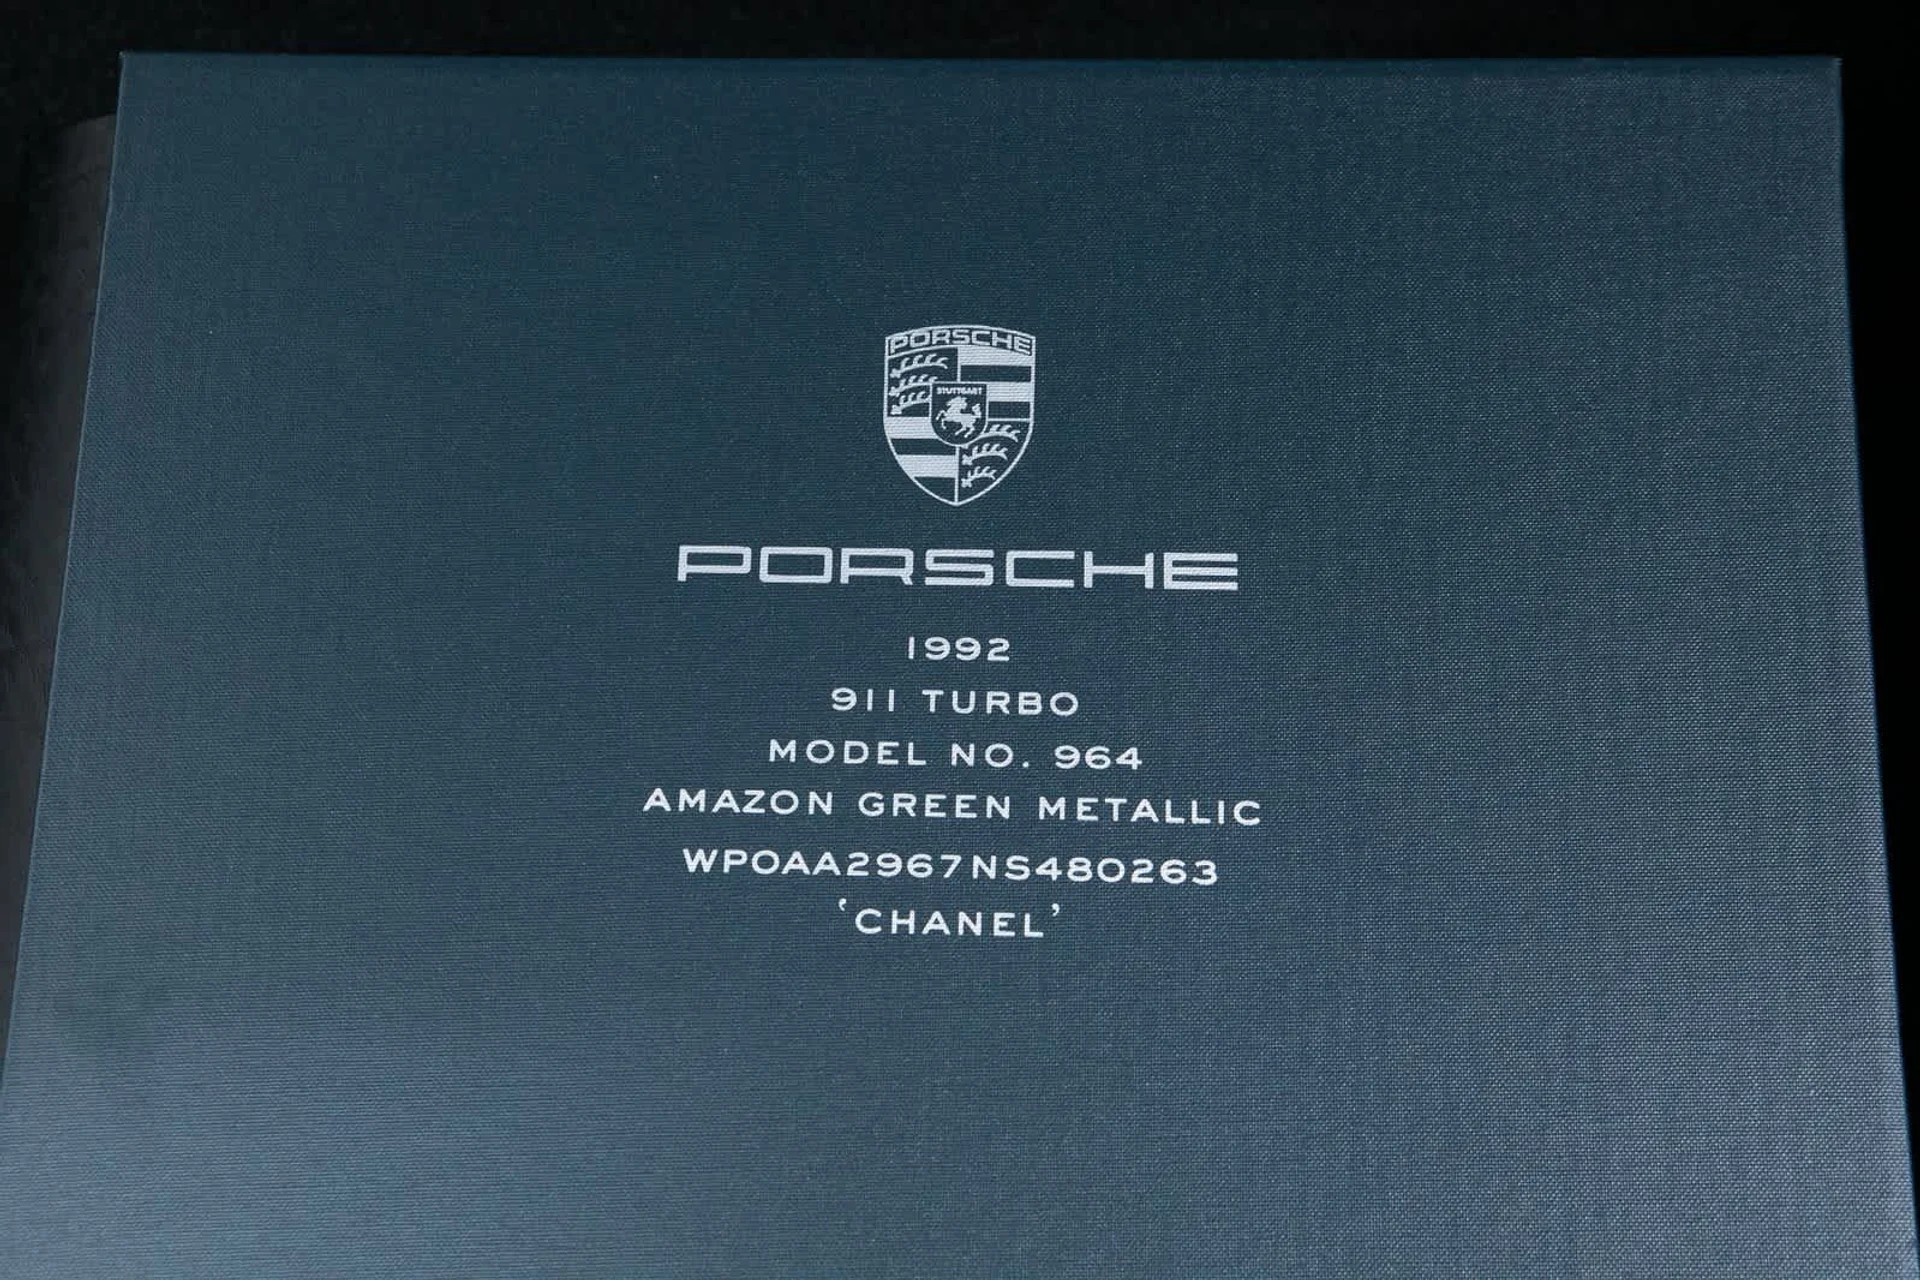 PORSCHE
STUTTGART
PORSCHE
1992
911 TURBO
MODEL NO. 964
AMAZON GREEN METALLIC
WP0AA2967NS480263
‘CHANEL’